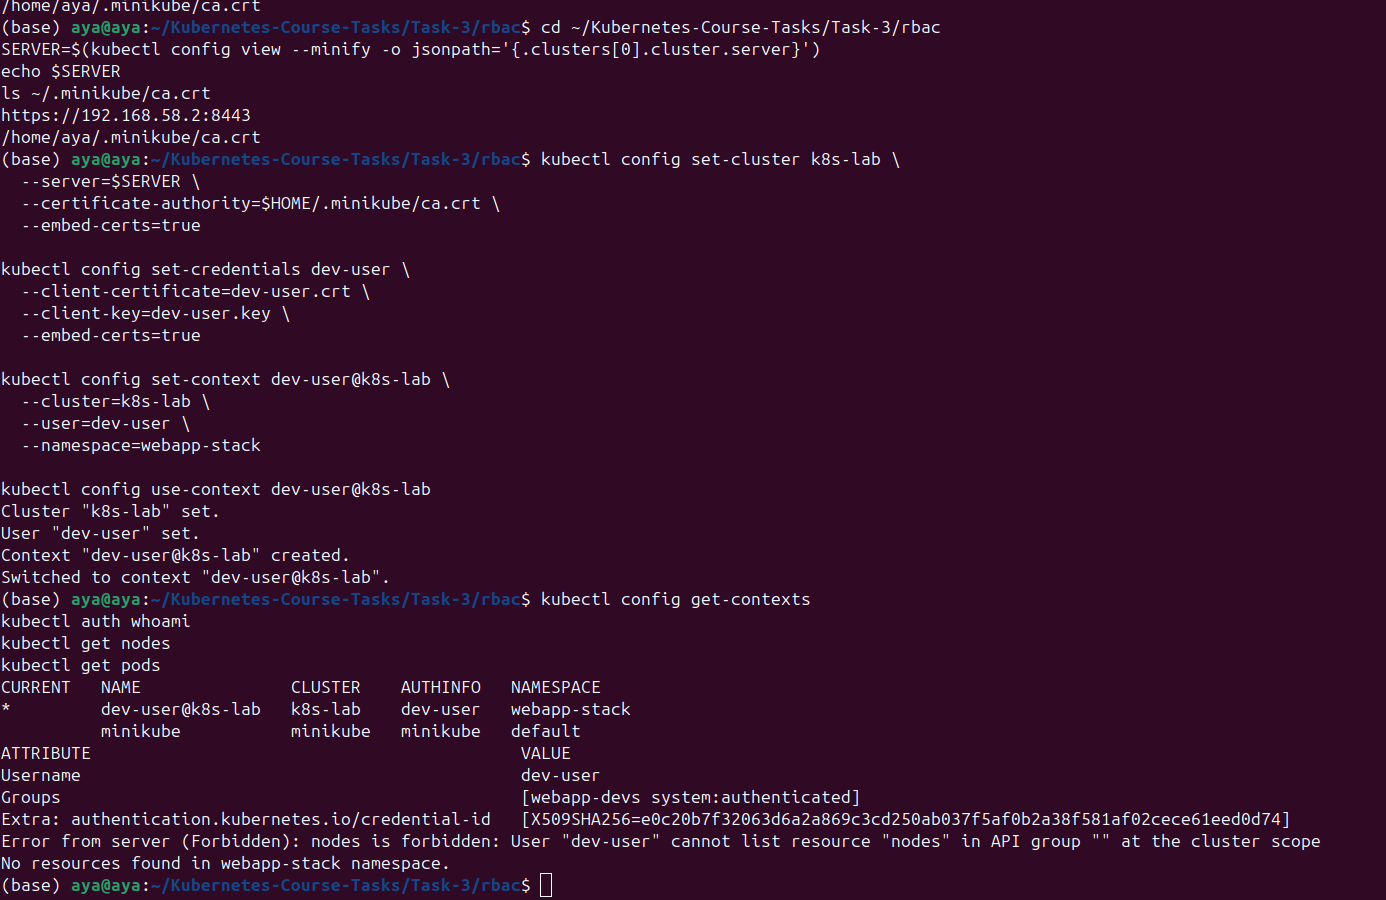 /home/aya/.minikube/ca.crt
(base) aya@aya:~/Kubernetes-Course-Tasks/Task-3/rbac$ cd ~/Kubernetes-Course-Tasks/Task-3/rbac
SERVER=$(kubectl config view --minify -o jsonpath='{.clusters[0].cluster.server}')
echo $SERVER
ls ~/.minikube/ca.crt
https://192.168.58.2:8443
/home/aya/.minikube/ca.crt
(base) aya@aya:~/Kubernetes-Course-Tasks/Task-3/rbac$ kubectl config set-cluster k8s-lab \
  --server=$SERVER \
  --certificate-authority=$HOME/.minikube/ca.crt \
  --embed-certs=true

kubectl config set-credentials dev-user \
  --client-certificate=dev-user.crt \
  --client-key=dev-user.key \
  --embed-certs=true

kubectl config set-context dev-user@k8s-lab \
  --cluster=k8s-lab \
  --user=dev-user \
  --namespace=webapp-stack

kubectl config use-context dev-user@k8s-lab
Cluster "k8s-lab" set.
User "dev-user" set.
Context "dev-user@k8s-lab" created.
Switched to context "dev-user@k8s-lab".
(base) aya@aya:~/Kubernetes-Course-Tasks/Task-3/rbac$ kubectl config get-contexts
kubectl auth whoami
kubectl get nodes
kubectl get pods
CURRENT   NAME               CLUSTER    AUTHINFO   NAMESPACE
*         dev-user@k8s-lab   k8s-lab    dev-user   webapp-stack
          minikube           minikube   minikube   default
ATTRIBUTE                                           VALUE
Username                                            dev-user
Groups                                              [webapp-devs system:authenticated]
Extra: authentication.kubernetes.io/credential-id   [X509SHA256=e0c20b7f32063d6a2a869c3cd250ab037f5af0b2a38f581af02cece61eed0d74]
Error from server (Forbidden): nodes is forbidden: User "dev-user" cannot list resource "nodes" in API group "" at the cluster scope
No resources found in webapp-stack namespace.
(base) aya@aya:~/Kubernetes-Course-Tasks/Task-3/rbac$